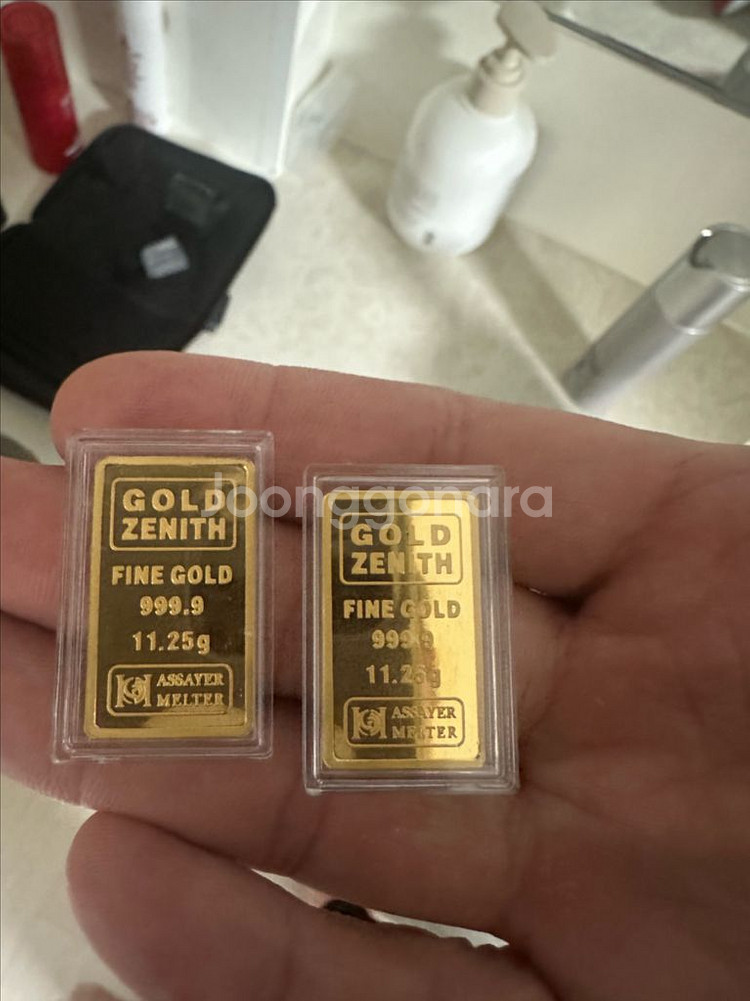 Joonggonara
GOLD
ZENITH
FINE GOLD
999.9
11.25g
ASSAYER
MELTER
GOLD
ZENITH
FINE GOLD
999.9
11.25g
ASSAYER
MELTER